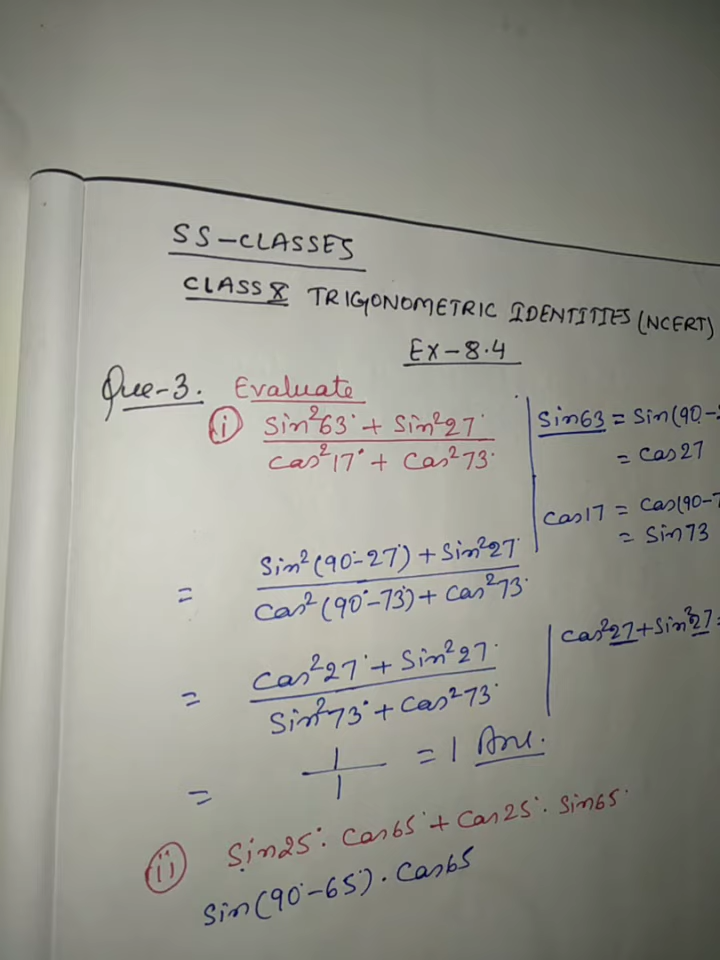 SS-CLASSES
CLASS X TRIGONOMETRIC IDENTITIES (NCERT)
EX-8.4
Que-3. Evaluate
(i) Sin²63° + Sin²27° / Cos²17° + Cos²73°
Sin63 = Sin(90-
= Cos27
Cos17 = Cos(90-7
= Sin73
= Sin²(90°-27°) + Sin²27° / Cos²(90°-73°) + Cos²73°
= Cos²27° + Sin²27° / Sin²73° + Cos²73°
Cos²27 + Sin²27 =
= 1/1 = 1 Ans.
(ii) Sin25°. Cos65° + Cos25°. Sin65°
Sin(90°-65°). Cos65